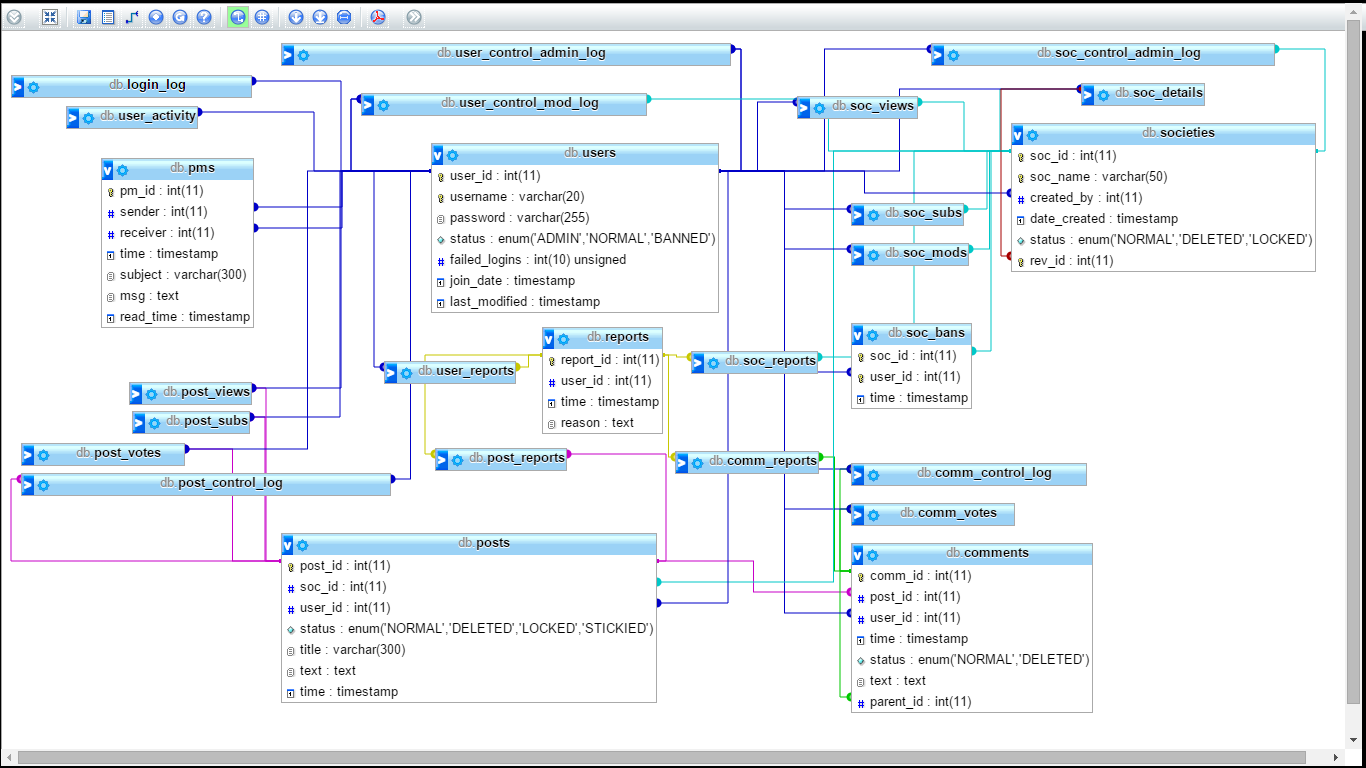 db.user_control_admin_log
db.soc_control_admin_log
db.login_log
db.user_activity
db.user_control_mod_log
db.soc_views
db.soc_details
db.pms
pm_id : int(11)
sender : int(11)
receiver : int(11)
time : timestamp
subject : varchar(300)
msg : text
read_time : timestamp
db.users
user_id : int(11)
username : varchar(20)
password : varchar(255)
status : enum('ADMIN','NORMAL','BANNED')
failed_logins : int(10) unsigned
join_date : timestamp
last_modified : timestamp
db.societies
soc_id : int(11)
soc_name : varchar(50)
created_by : int(11)
date_created : timestamp
status : enum('NORMAL','DELETED','LOCKED')
rev_id : int(11)
db.soc_subs
db.soc_mods
db.reports
report_id : int(11)
user_id : int(11)
time : timestamp
reason : text
db.soc_bans
soc_id : int(11)
user_id : int(11)
time : timestamp
db.user_reports
db.soc_reports
db.post_views
db.post_subs
db.post_votes
db.post_control_log
db.post_reports
db.comm_reports
db.comm_control_log
db.comm_votes
db.posts
post_id : int(11)
soc_id : int(11)
user_id : int(11)
status : enum('NORMAL','DELETED','LOCKED','STICKIED')
title : varchar(300)
text : text
time : timestamp
db.comments
comm_id : int(11)
post_id : int(11)
user_id : int(11)
time : timestamp
status : enum('NORMAL','DELETED')
text : text
parent_id : int(11)